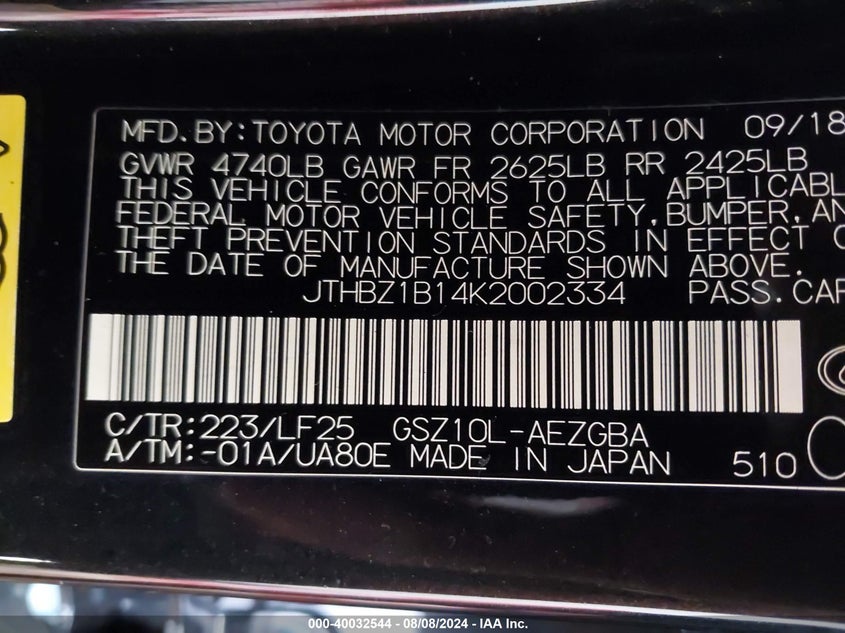 MFD.BY:TOYOTA MOTOR CORPORATION 09/18
GVWR 4740LB GAWR FR 2625LB RR 2425LB
THIS VEHICLE CONFORMS TO ALL APPLICABL
FEDERAL MOTOR VEHICLE SAFETY,BUMPER,AN
THEFT PREVENTION STANDARDS IN EFFECT O
THE DATE OF MANUFACTURE SHOWN ABOVE.
JTHBZ1B14K2002334 PASS.CAR
C/TR:223/LF25 GSZ10L-AEZGBA
A/TM:-01A/UA80E MADE IN JAPAN 510
000-40032544 - 08/08/2024 - IAA Inc.